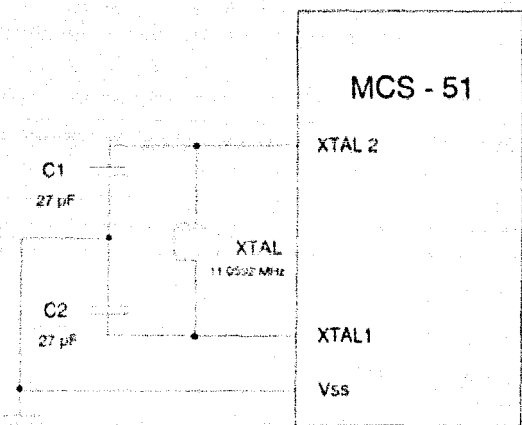 MCS - 51
XTAL 2
C1
27 pF
XTAL
11.0592 MHz
C2
27 pF
XTAL1
Vss